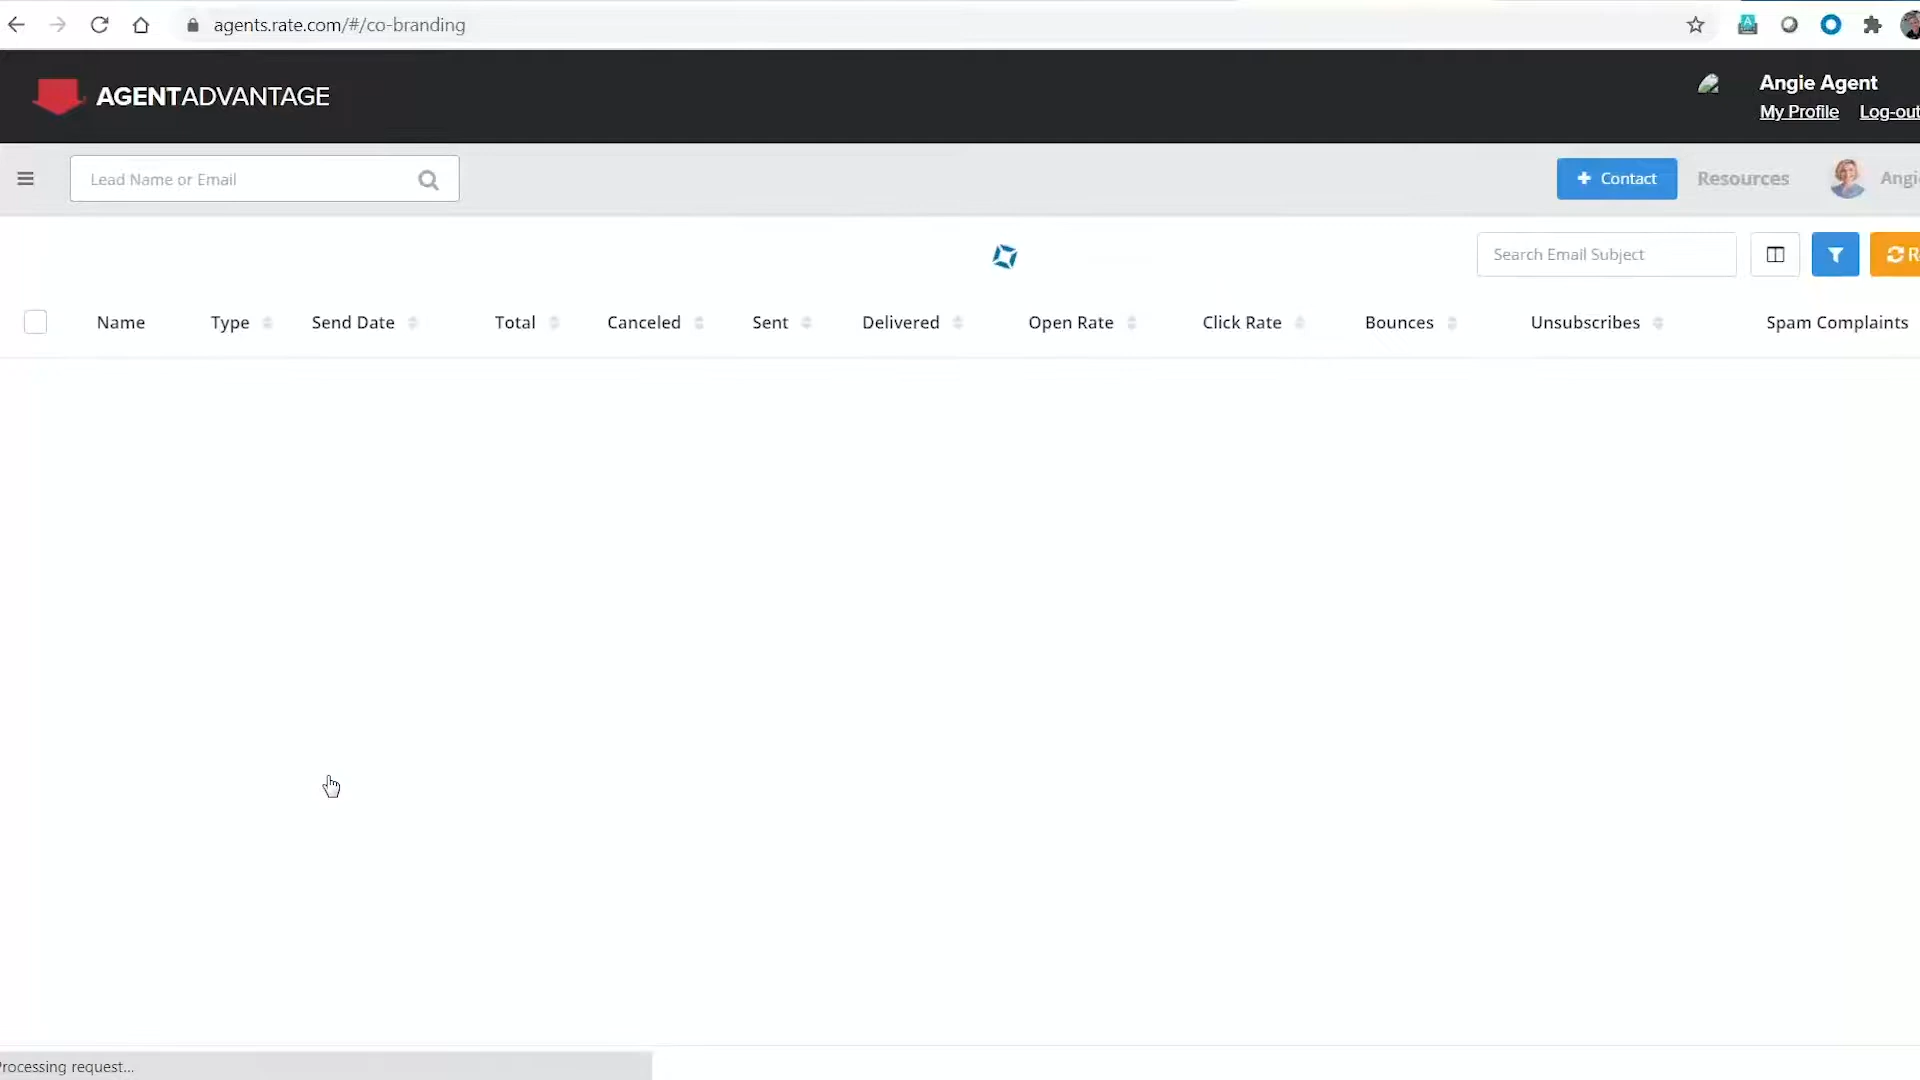 agents.rate.com/#/co-branding
AGENTADVANTAGE
Angie Agent
My Profile Log-out
Lead Name or Email
+ Contact Resources Angi
Search Email Subject R
Name Type Send Date Total Canceled Sent Delivered Open Rate Click Rate Bounces Unsubscribes Spam Complaints
Processing request...